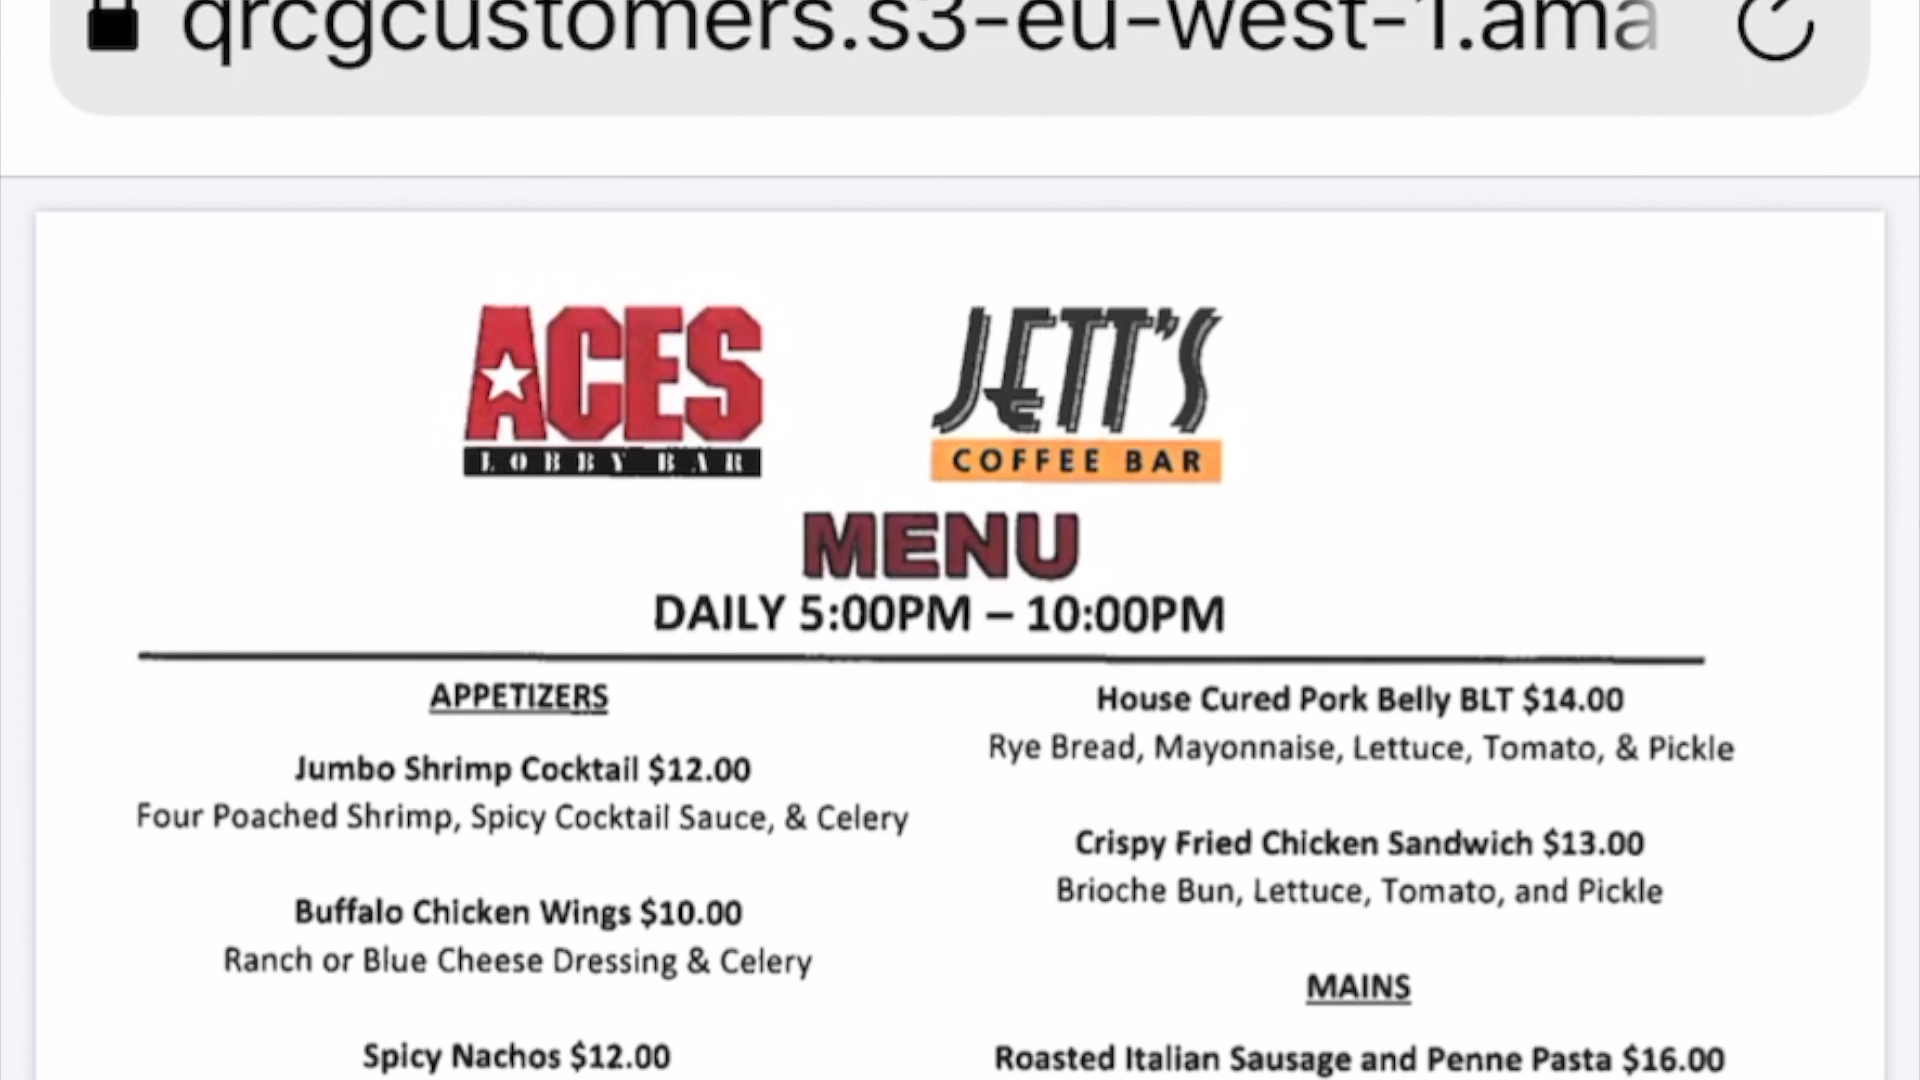 qrcgcustomers.s3-eu-west-1.ama
ACES
LOBBY BAR
JETT'S
COFFEE BAR
MENU
DAILY 5:00PM – 10:00PM
APPETIZERS
Jumbo Shrimp Cocktail $12.00
Four Poached Shrimp, Spicy Cocktail Sauce, & Celery
Buffalo Chicken Wings $10.00
Ranch or Blue Cheese Dressing & Celery
Spicy Nachos $12.00
House Cured Pork Belly BLT $14.00
Rye Bread, Mayonnaise, Lettuce, Tomato, & Pickle
Crispy Fried Chicken Sandwich $13.00
Brioche Bun, Lettuce, Tomato, and Pickle
MAINS
Roasted Italian Sausage and Penne Pasta $16.00